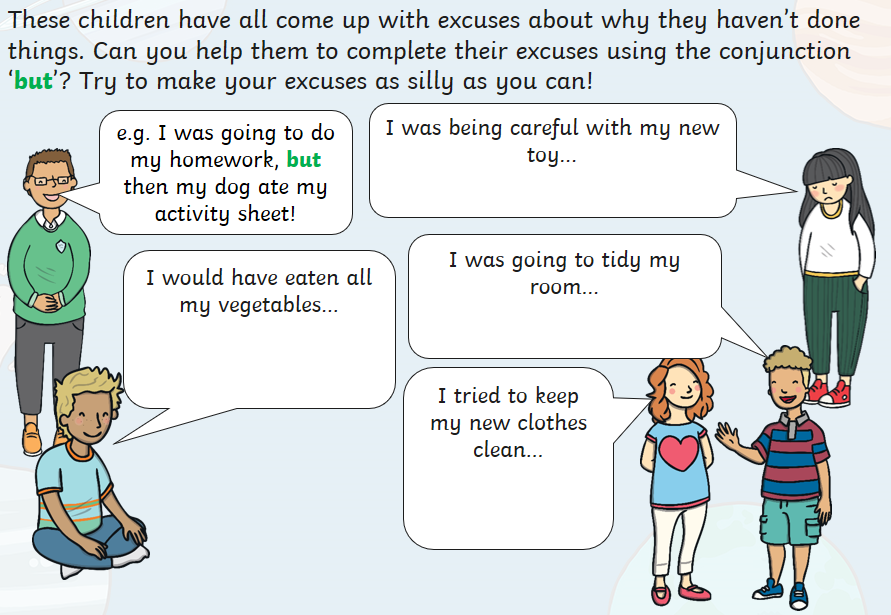 These children have all come up with excuses about why they haven't done
things. Can you help them to complete their excuses using the conjunction
‘but’? Try to make your excuses as silly as you can!
e.g. I was going to do
my homework, but
then my dog ate my
activity sheet!
I was being careful with my new
toy...
I would have eaten all
my vegetables...
I was going to tidy my
room...
I tried to keep
my new clothes
clean...